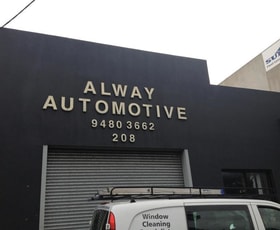 ALWAY
AUTOMOTIVE
9480 3662
208
Window
Cleaning